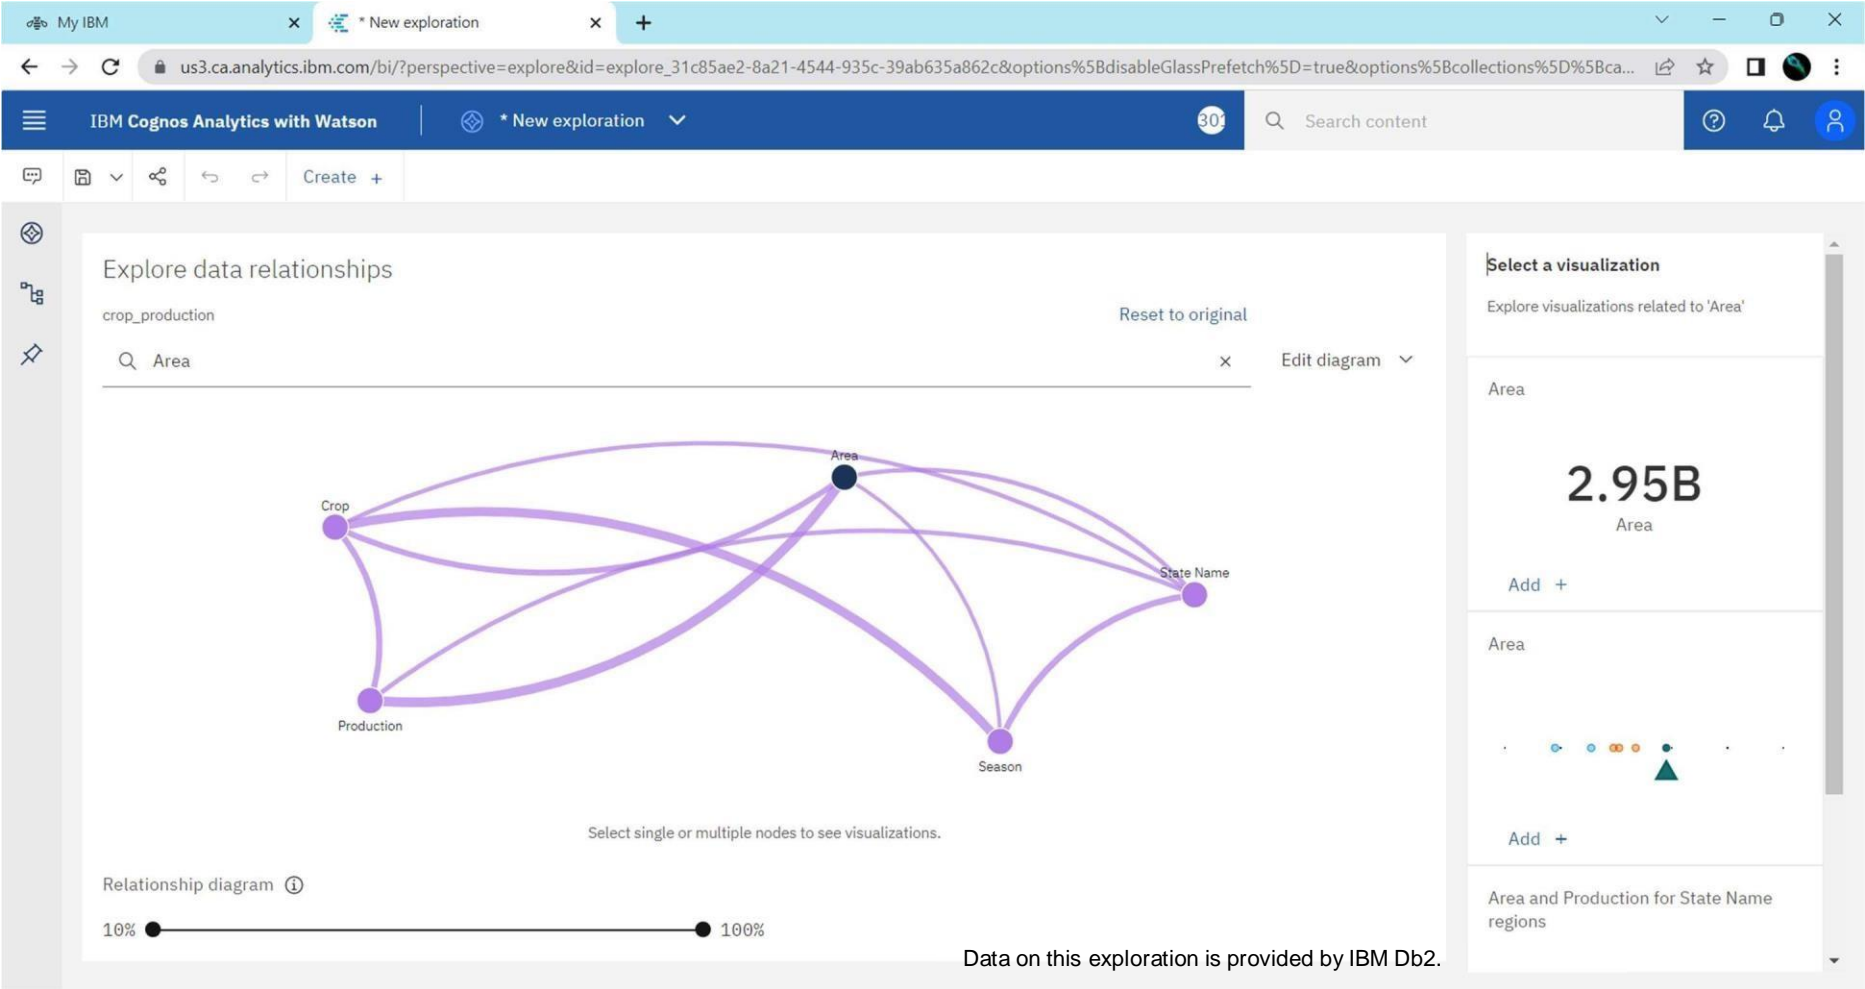 My IBM
* New exploration
us3.ca.analytics.ibm.com/bi/?perspective=explore&id=explore_31c85ae2-8a21-4544-935c-39ab635a862c&options%5BdisableGlassPrefetch%5D=true&options%5Bcollections%5D%5Bca...
IBM Cognos Analytics with Watson
* New exploration
301
Search content
Create +
Explore data relationships
crop_production
Reset to original
Area
Edit diagram
Area
Crop
State Name
Production
Season
Select single or multiple nodes to see visualizations.
Relationship diagram
10%
100%
Select a visualization
Explore visualizations related to 'Area'
Area
2.95B
Area
Add +
Area
Add +
Area and Production for State Name
regions
Data on this exploration is provided by IBM Db2.